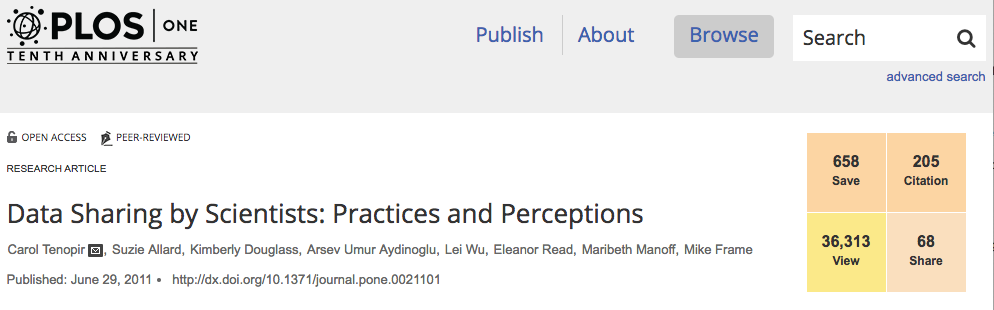 PLOS ONE
TENTH ANNIVERSARY
Publish About Browse Search
advanced search
OPEN ACCESS PEER-REVIEWED
RESEARCH ARTICLE
Data Sharing by Scientists: Practices and Perceptions
Carol Tenopir, Suzie Allard, Kimberly Douglass, Arsev Umur Aydinoglu, Lei Wu, Eleanor Read, Maribeth Manoff, Mike Frame
Published: June 29, 2011 • http://dx.doi.org/10.1371/journal.pone.0021101
658 205
Save Citation
36,313 68
View Share